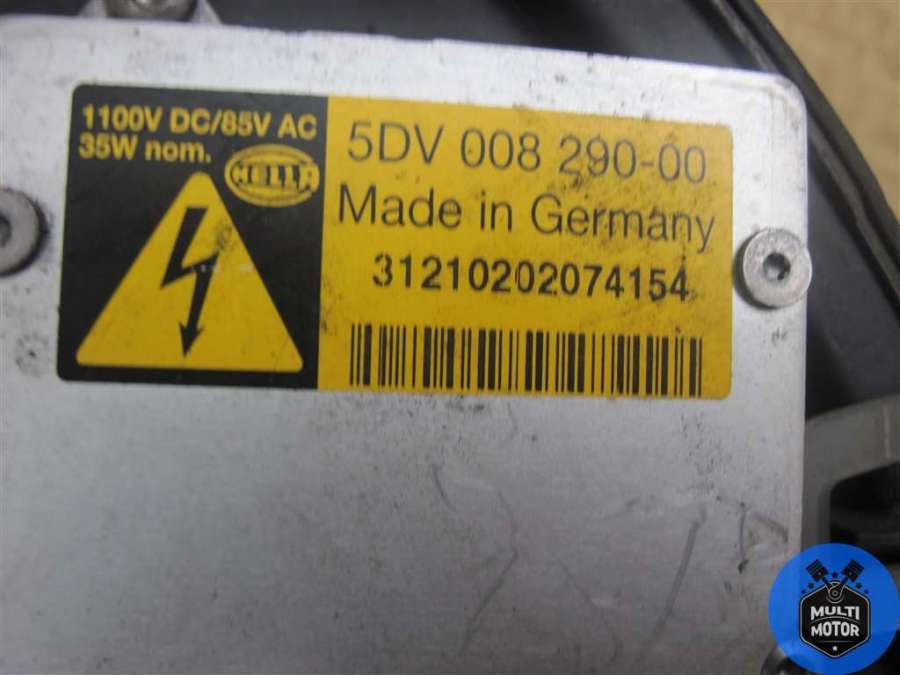 1100V DC/85V AC
35W nom.
HELLA
5DV 008 290-00
Made in Germany
31210202074154
MULTI
MOTOR